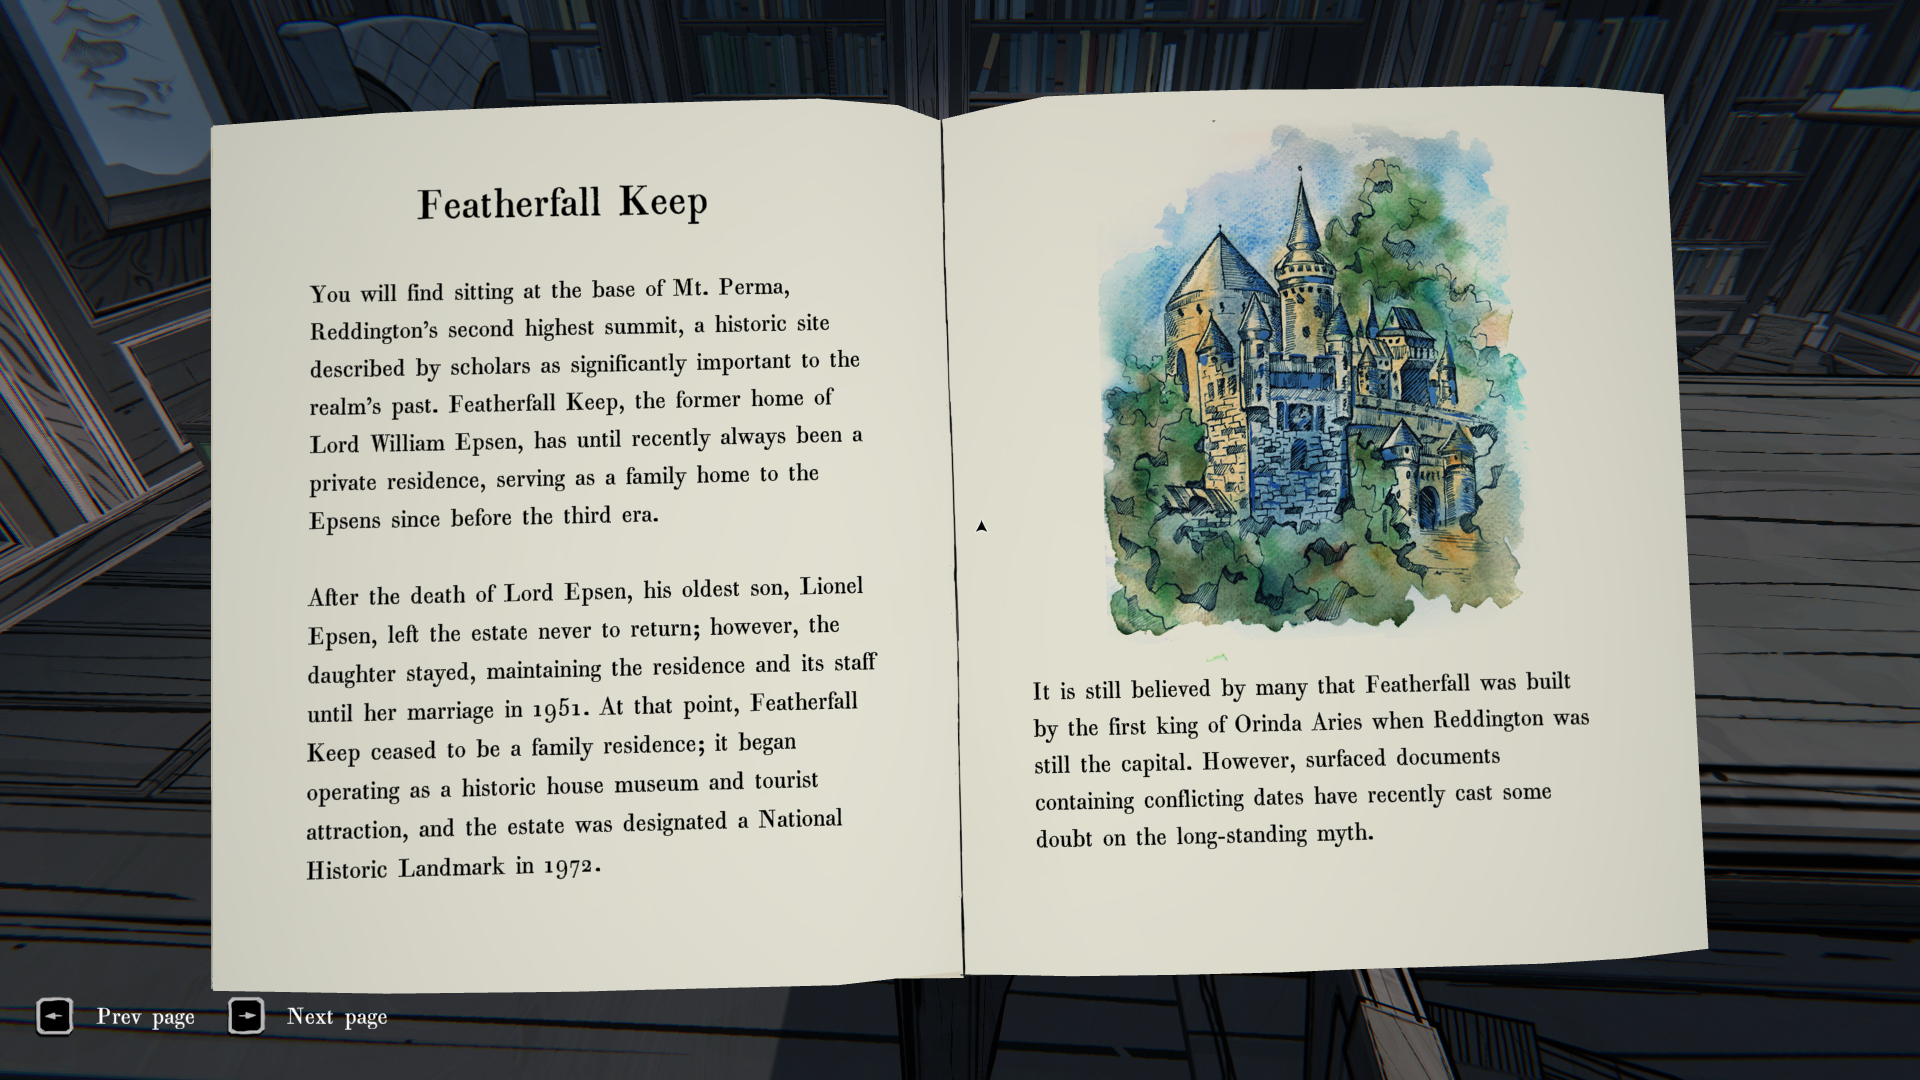 Featherfall Keep
You will find sitting at the base of Mt. Perma,
Reddington's second highest summit, a historic site
described by scholars as significantly important to the
realm's past. Featherfall Keep, the former home of
Lord William Epsen, has until recently always been a
private residence, serving as a family home to the
Epsens since before the third era.
After the death of Lord Epsen, his oldest son, Lionel
Epsen, left the estate never to return; however, the
daughter stayed, maintaining the residence and its staff
until her marriage in 1951. At that point, Featherfall
Keep ceased to be a family residence; it began
operating as a historic house museum and tourist
attraction, and the estate was designated a National
Historic Landmark in 1972.
It is still believed by many that Featherfall was built
by the first king of Orinda Aries when Reddington was
still the capital. However, surfaced documents
containing conflicting dates have recently cast some
doubt on the long-standing myth.
Prev page
Next page